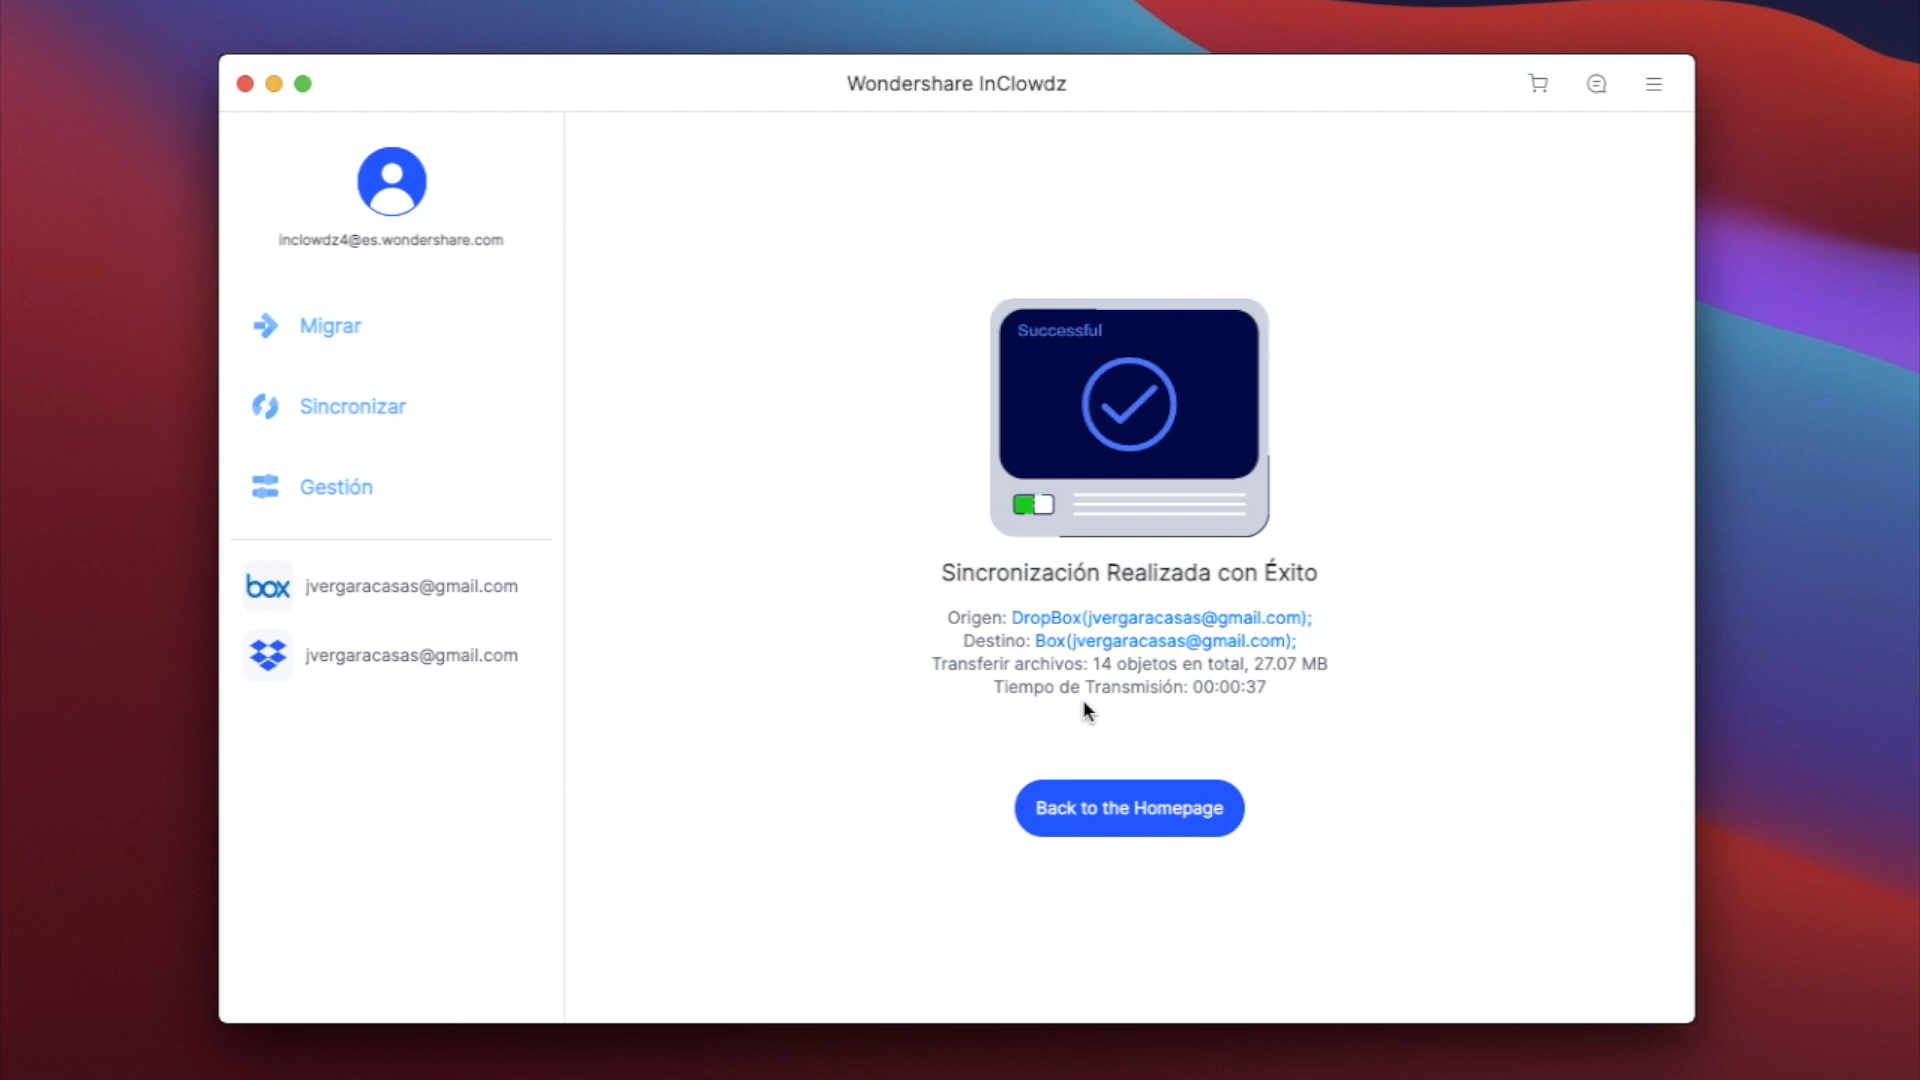 Wondershare InClowdz
inclowdz4@es.wondershare.com
Migrar
Sincronizar
Gestión
box jvergaracasas@gmail.com
jvergaracasas@gmail.com
Successful
Sincronización Realizada con Éxito
Origen: DropBox(jvergaracasas@gmail.com);
Destino: Box(jvergaracasas@gmail.com);
Transferir archivos: 14 objetos en total, 27.07 MB
Tiempo de Transmisión: 00:00:37
Back to the Homepage